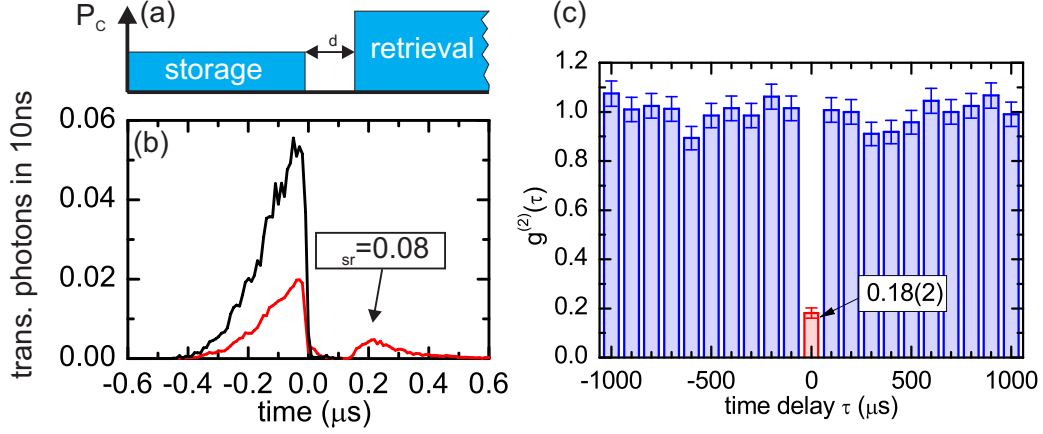 (a)
P_C
storage
d
retrieval
(b)
trans. photons in 10ns
0.06
0.04
0.02
0.00
sr=0.08
-0.6 -0.4 -0.2 0.0 0.2 0.4 0.6
time (μs)
(c)
g(2)(τ)
1.2
1.0
0.8
0.6
0.4
0.2
0.0
0.18(2)
-1000 -500 0 500 1000
time delay τ (μs)